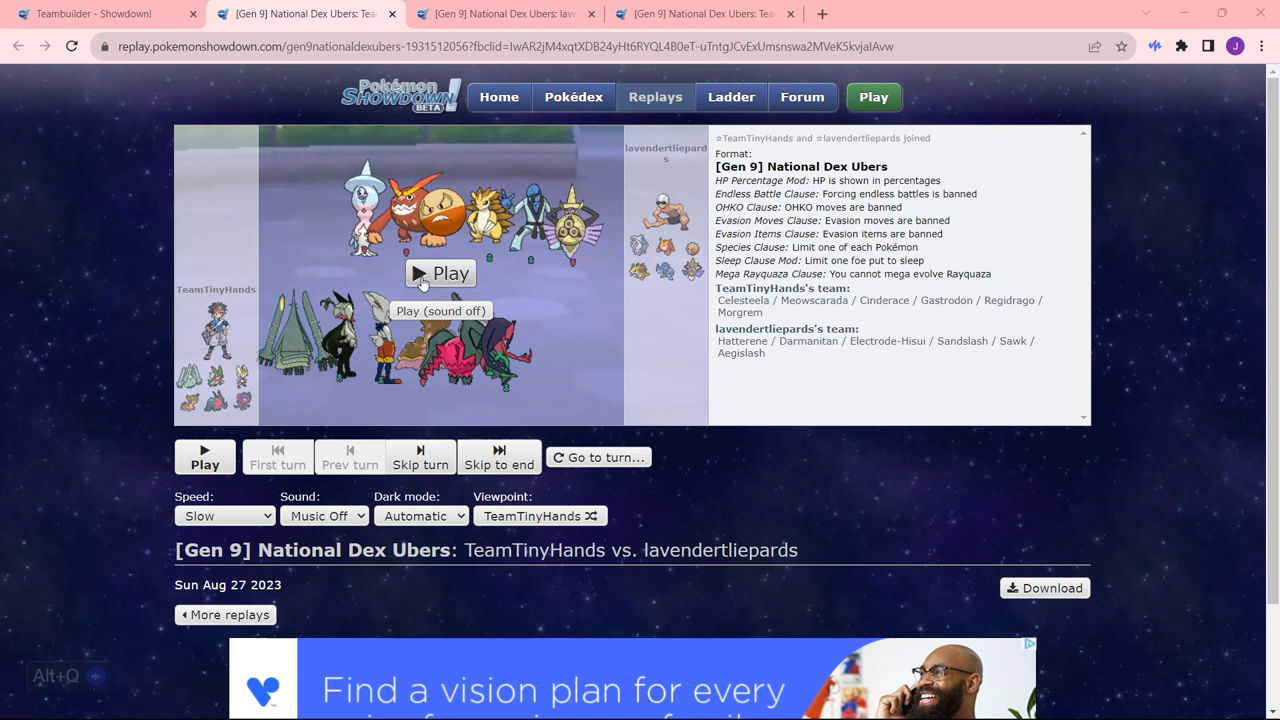 Teambuilder - Showdown!
[Gen 9] National Dex Ubers: Tea
[Gen 9] National Dex Ubers: lave
[Gen 9] National Dex Ubers: Tea
replay.pokemonshowdown.com/gen9nationaldexubers-1931512056?fbclid=IwAR2jM4xqtXDB24yHt6RYQL4B0eT-uTntgJCvExUmsnswa2MVeK5kvjaIAvw
J
Pokémon
SHOWDOWN!
BETA
Home
Pokédex
Replays
Ladder
Forum
Play
lavendertliepard
s
TeamTinyHands
Play
Play (sound off)
☆TeamTinyHands and ☆lavendertliepards joined
Format:
[Gen 9] National Dex Ubers
HP Percentage Mod: HP is shown in percentages
Endless Battle Clause: Forcing endless battles is banned
OHKO Clause: OHKO moves are banned
Evasion Moves Clause: Evasion moves are banned
Evasion Items Clause: Evasion items are banned
Species Clause: Limit one of each Pokémon
Sleep Clause Mod: Limit one foe put to sleep
Mega Rayquaza Clause: You cannot mega evolve Rayquaza
TeamTinyHands's team:
Celesteela / Meowscarada / Cinderace / Gastrodon / Regidrago /
Morgrem
lavendertliepards's team:
Hatterene / Darmanitan / Electrode-Hisui / Sandslash / Sawk /
Aegislash
Play
First turn
Prev turn
Skip turn
Skip to end
Go to turn...
Speed:
Sound:
Dark mode:
Viewpoint:
Slow
Music Off
Automatic
TeamTinyHands
[Gen 9] National Dex Ubers: TeamTinyHands vs. lavendertliepards
Sun Aug 27 2023
Download
More replays
Alt+Q
Find a vision plan for every